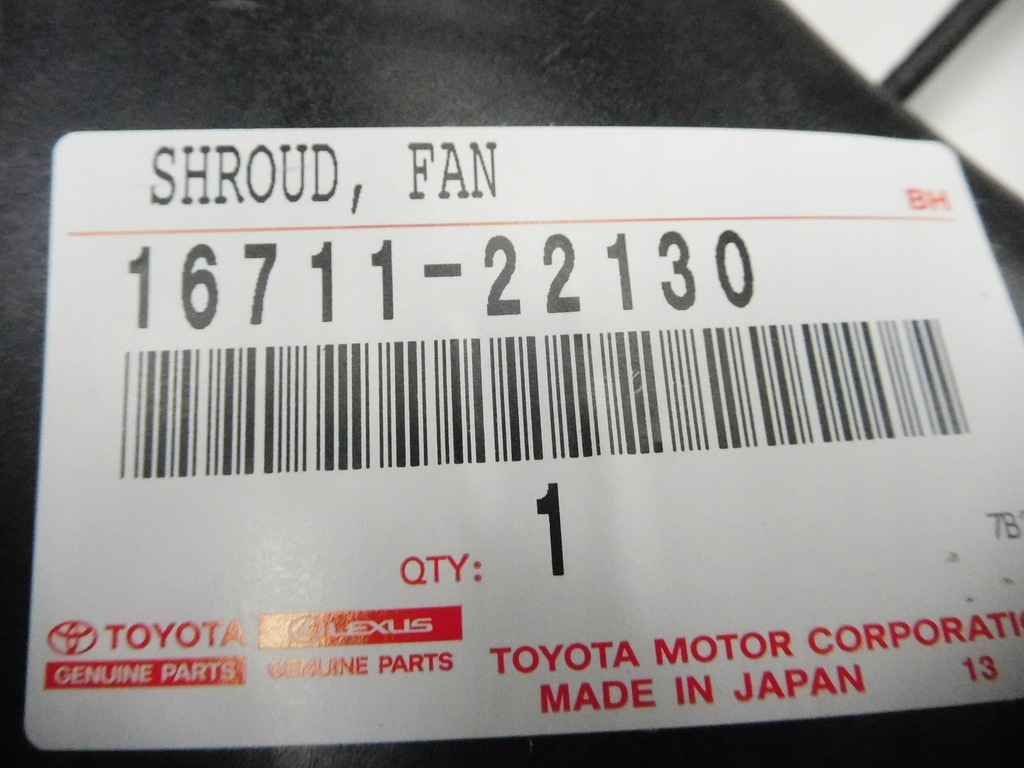 SHROUD, FAN
BIH
16711-22130
1
QTY:
7B
TOYOTA
GENUINE PARTS
LEXUS
GENUINE PARTS
TOYOTA MOTOR CORPORATI
MADE IN JAPAN
13